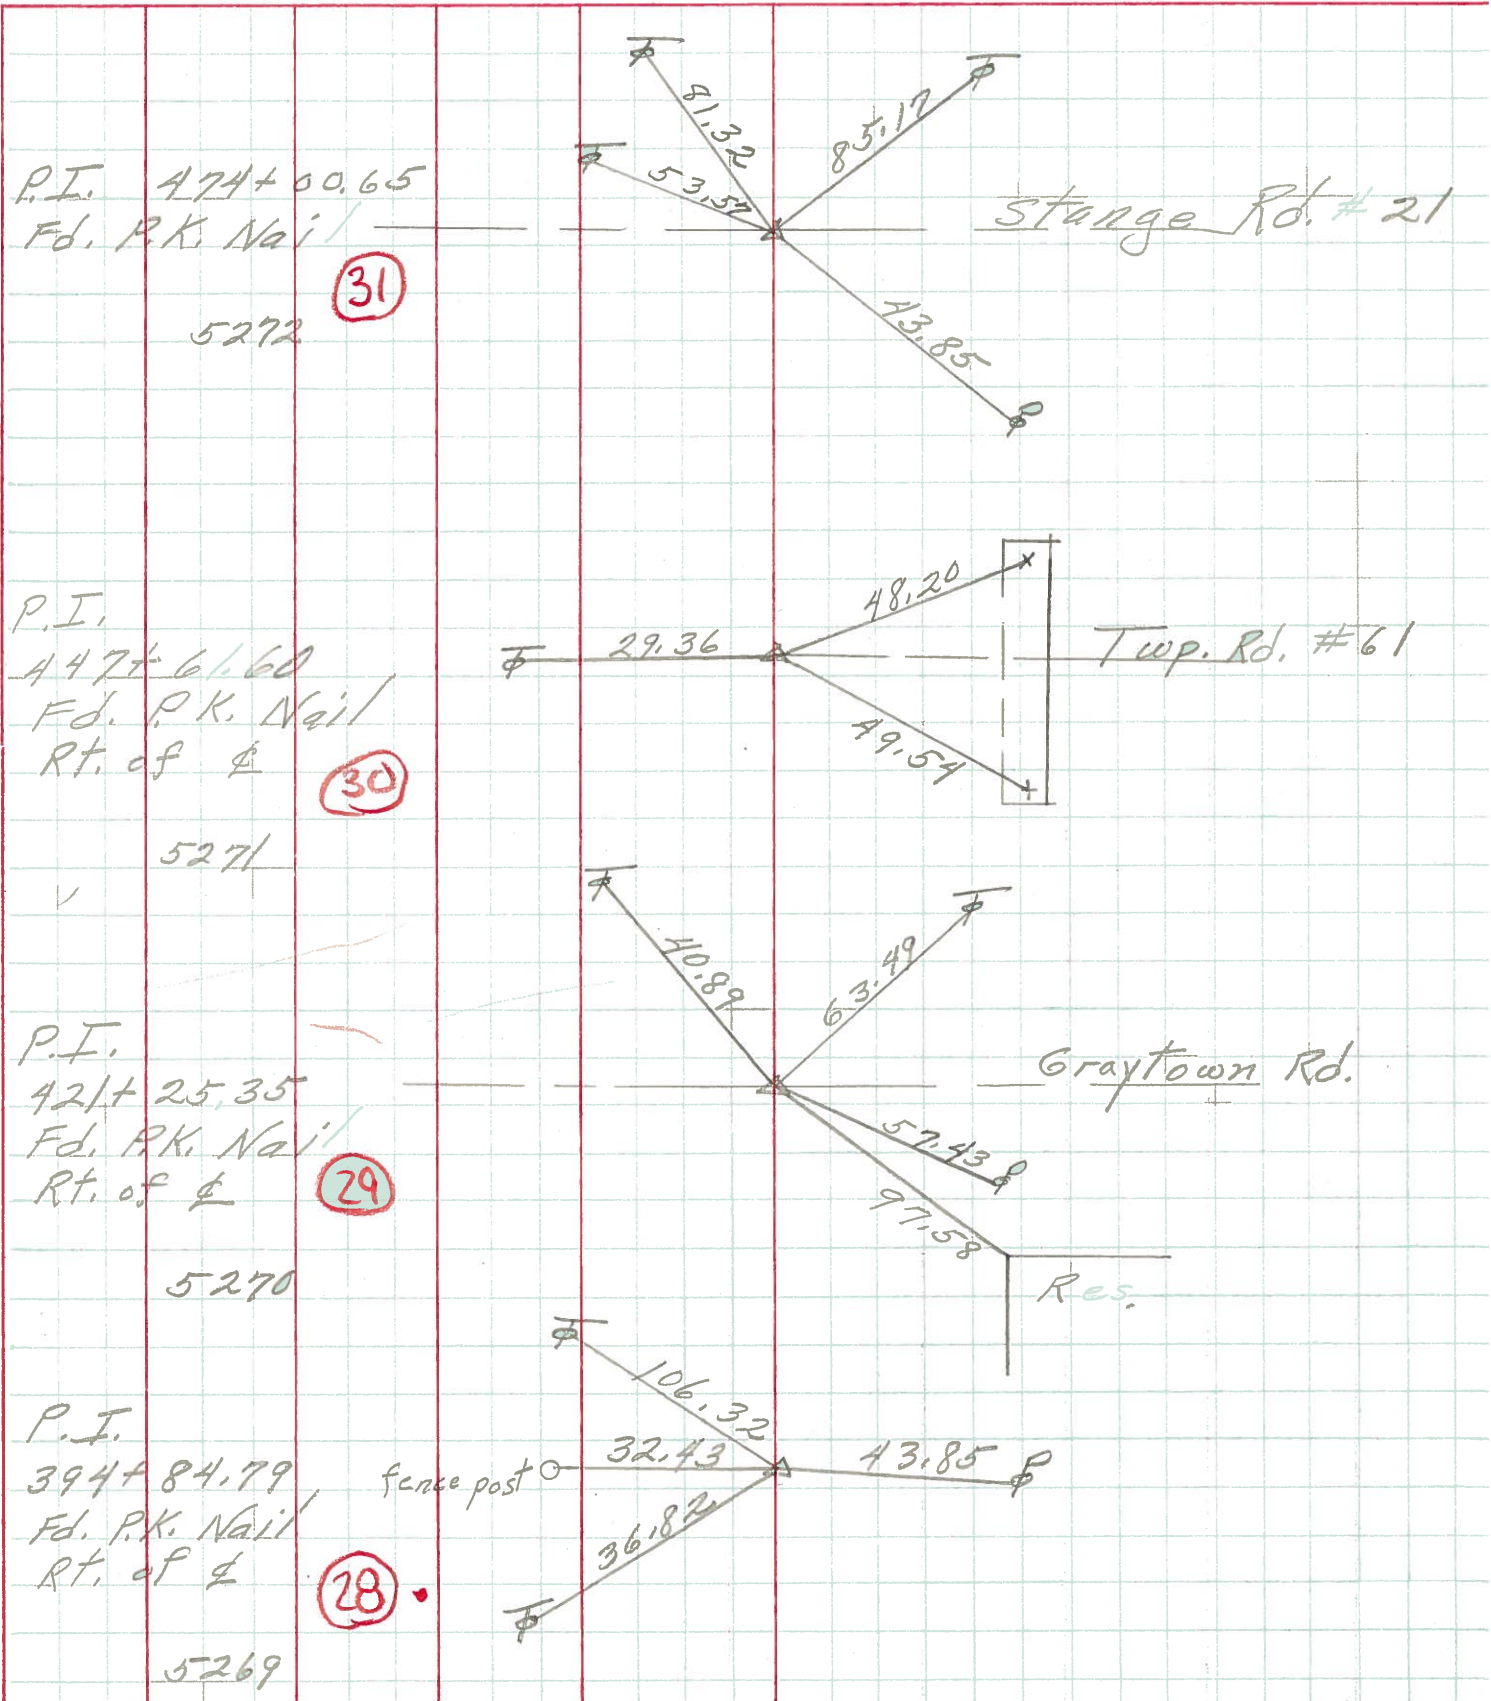 81.32
85.17
53.57
P.I. 474+00.65
Stange Rd. #21
Fd. P.K. Nail
31
5272
43.85
48.20
P.I.
29.36
Twp. Rd. #61
447+61.60
Fd. P.K. Nail
49.54
Rt. of ℄
30
5271
40.89
63.49
P.I.
Graytown Rd.
421+25.35
Fd. P.K. Nail
57.43
Rt. of ℄
29
97.58
5270
Res.
106.32
P.I.
32.43
43.85
394+84.79
fence post
Fd. P.K. Nail
36.82
Rt. of ℄
28.
5269